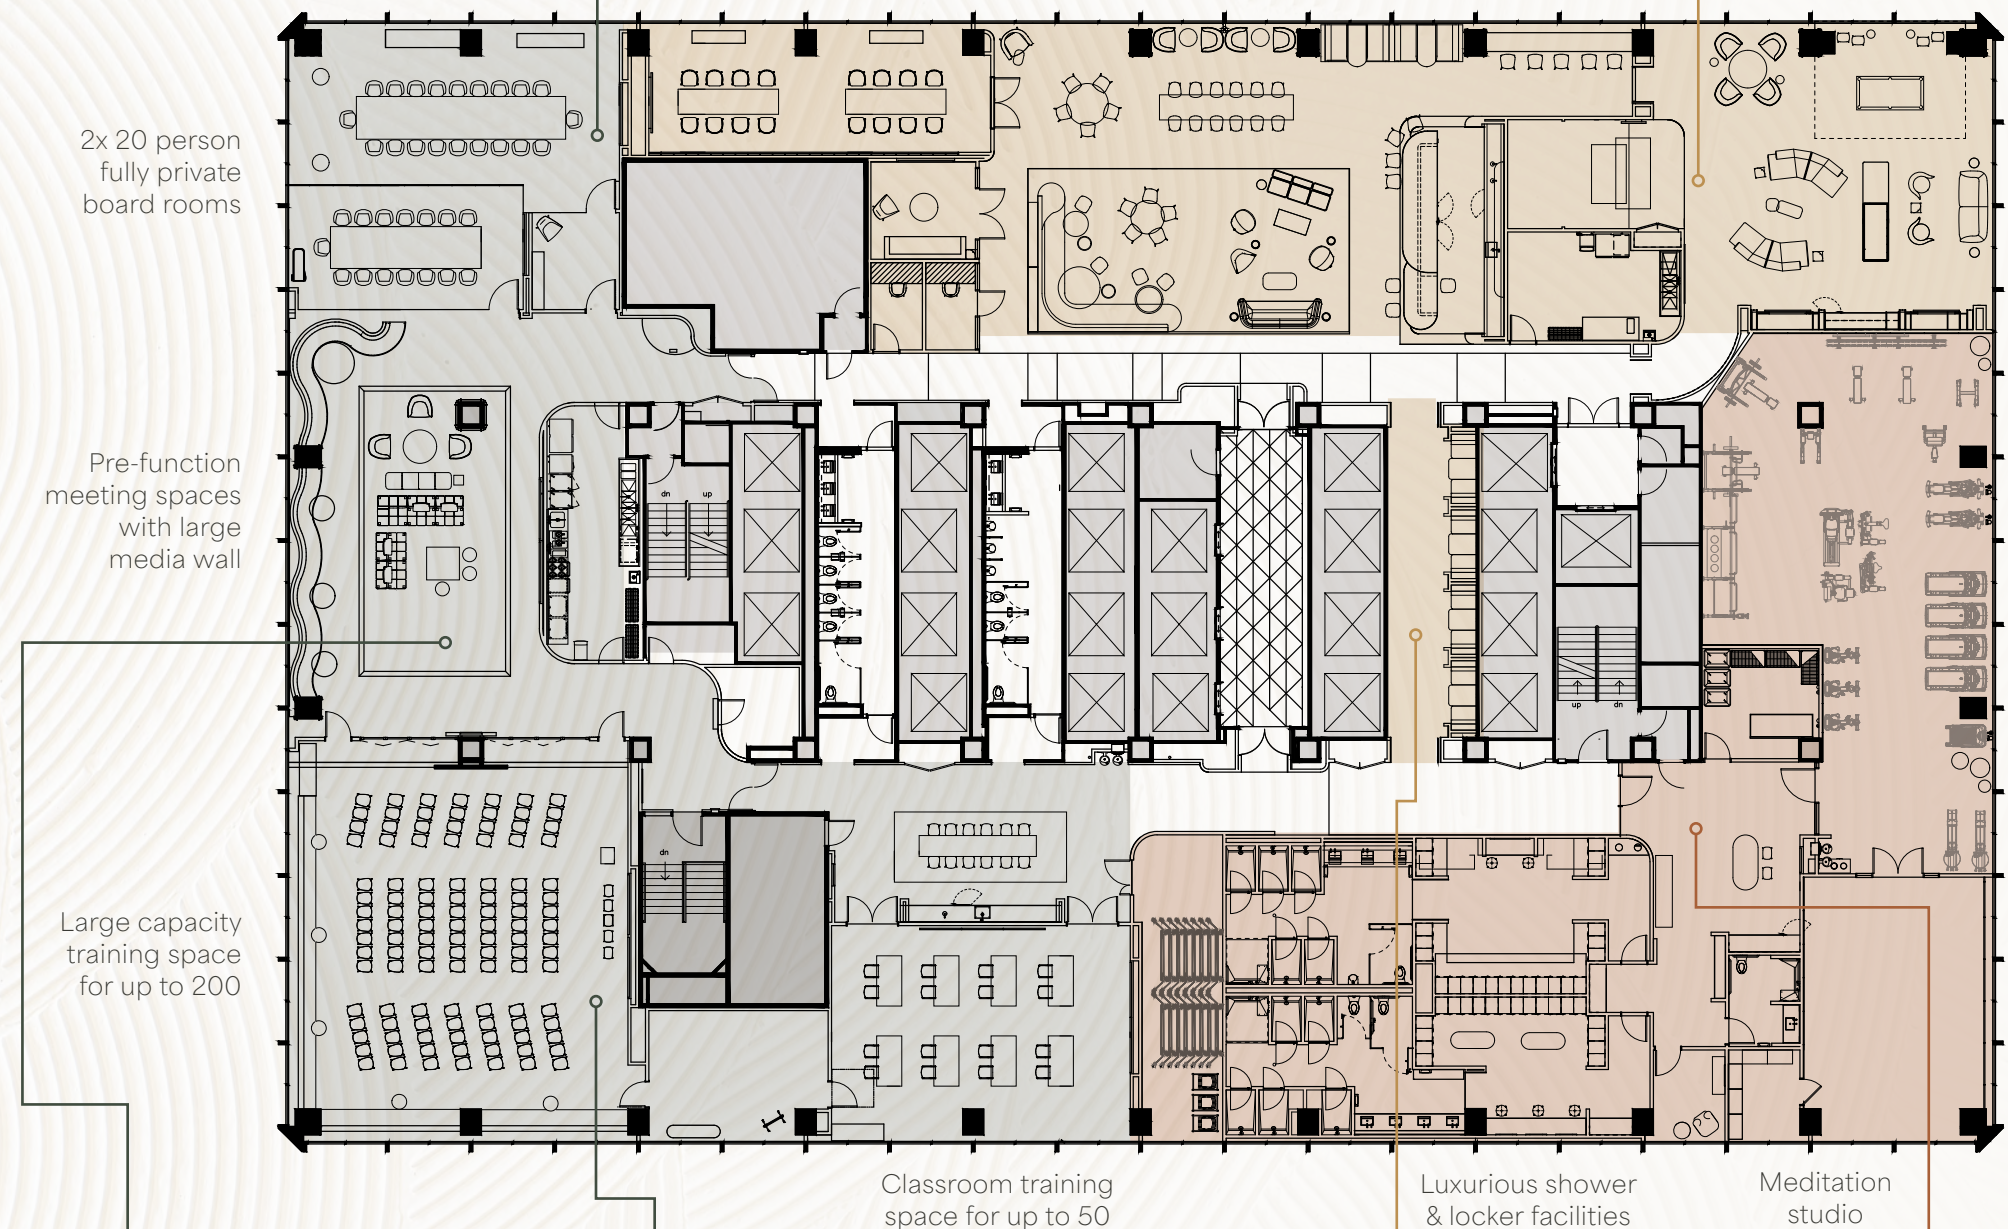 2x 20 person
fully private
board rooms
Pre-function
meeting spaces
with large
media wall
dn
up
up
dn
dn
Large capacity
training space
for up to 200
Classroom training
space for up to 50
Luxurious shower
& locker facilities
Meditation
studio